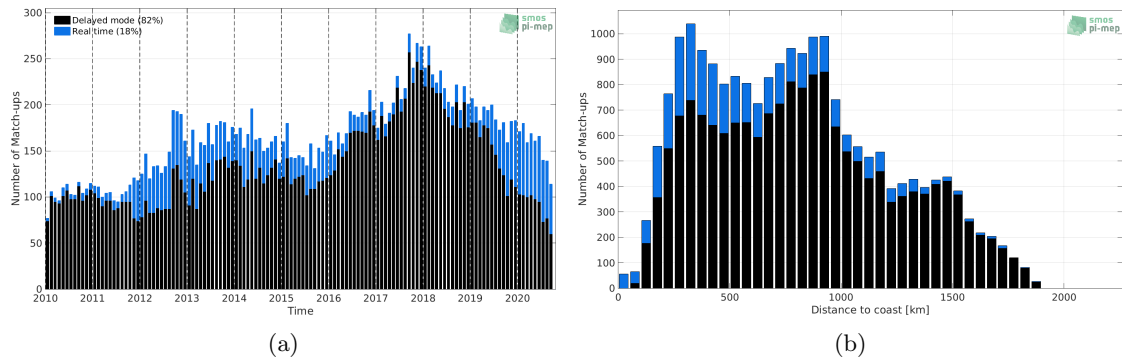 Delayed mode (82%)
Real time (18%)
smos
pi-mep
300
250
200
150
100
50
0
Number of Match-ups
2010 2011 2012 2013 2014 2015 2016 2017 2018 2019 2020
Time
(a)
smos
pi-mep
1000
900
800
700
600
500
400
300
200
100
0
Number of Match-ups
0 500 1000 1500 2000
Distance to coast [km]
(b)